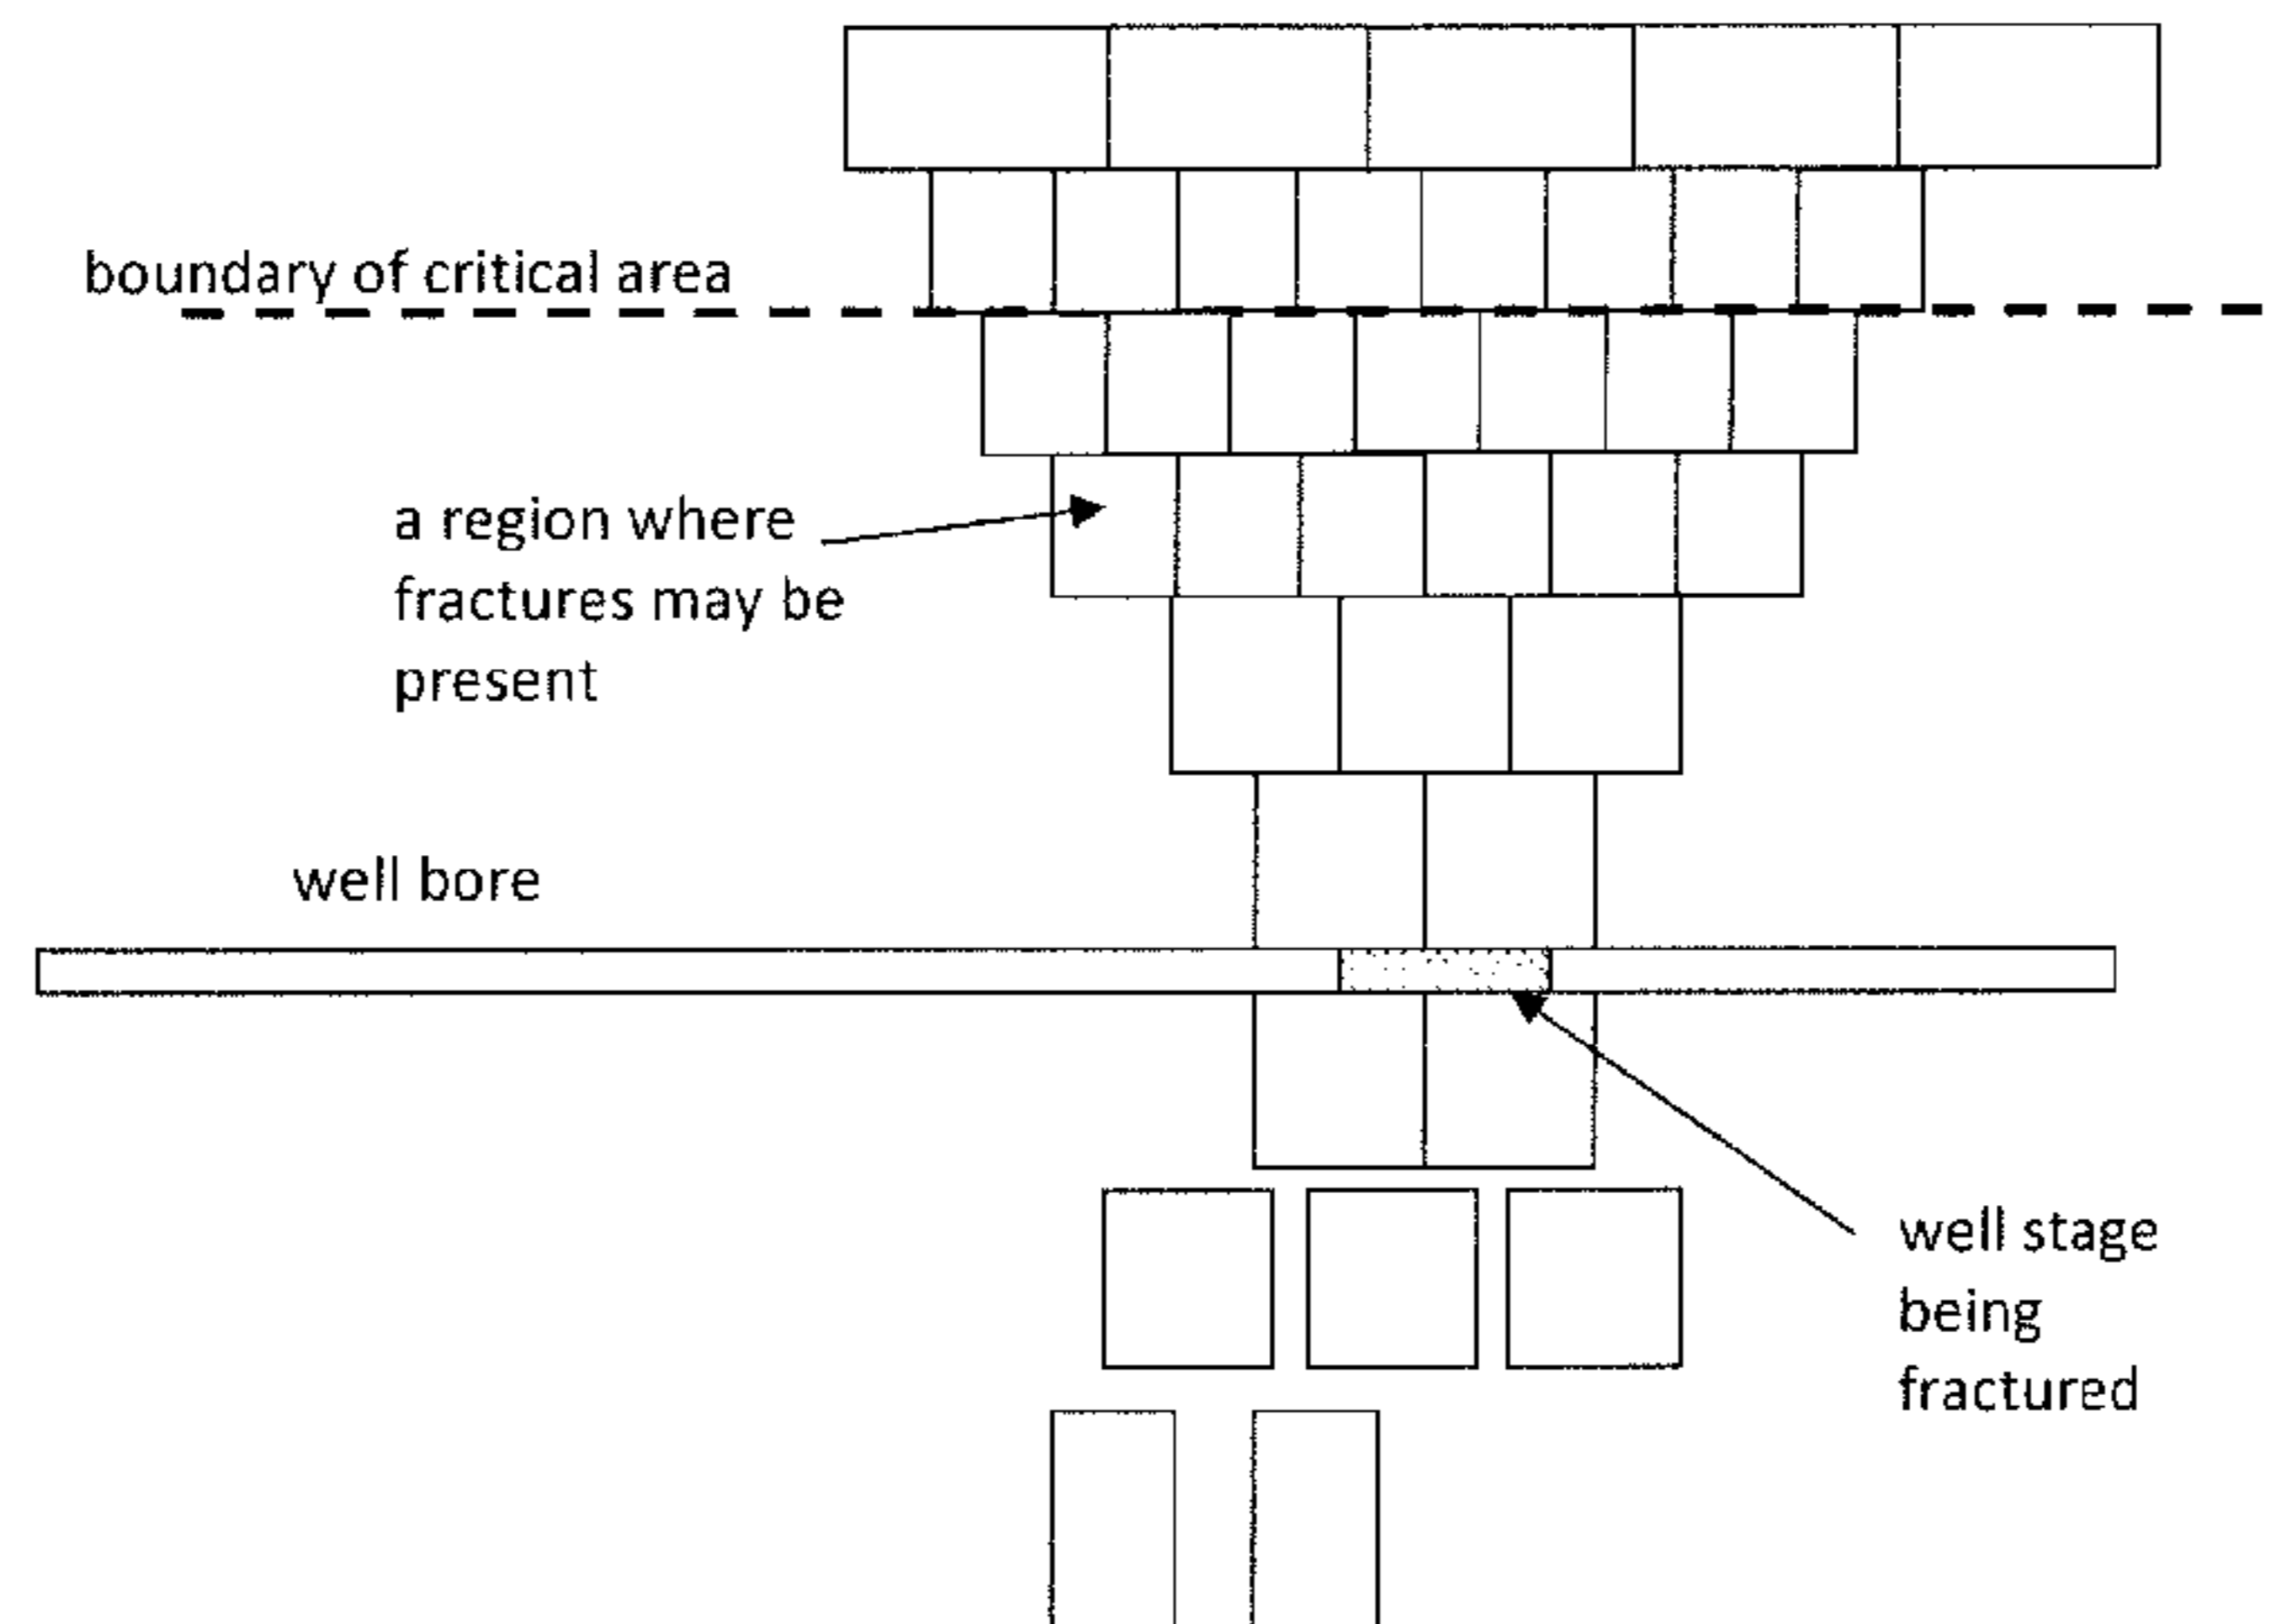 boundary of critical area
a region where
fractures may be
present
well bore
well stage
being
fractured